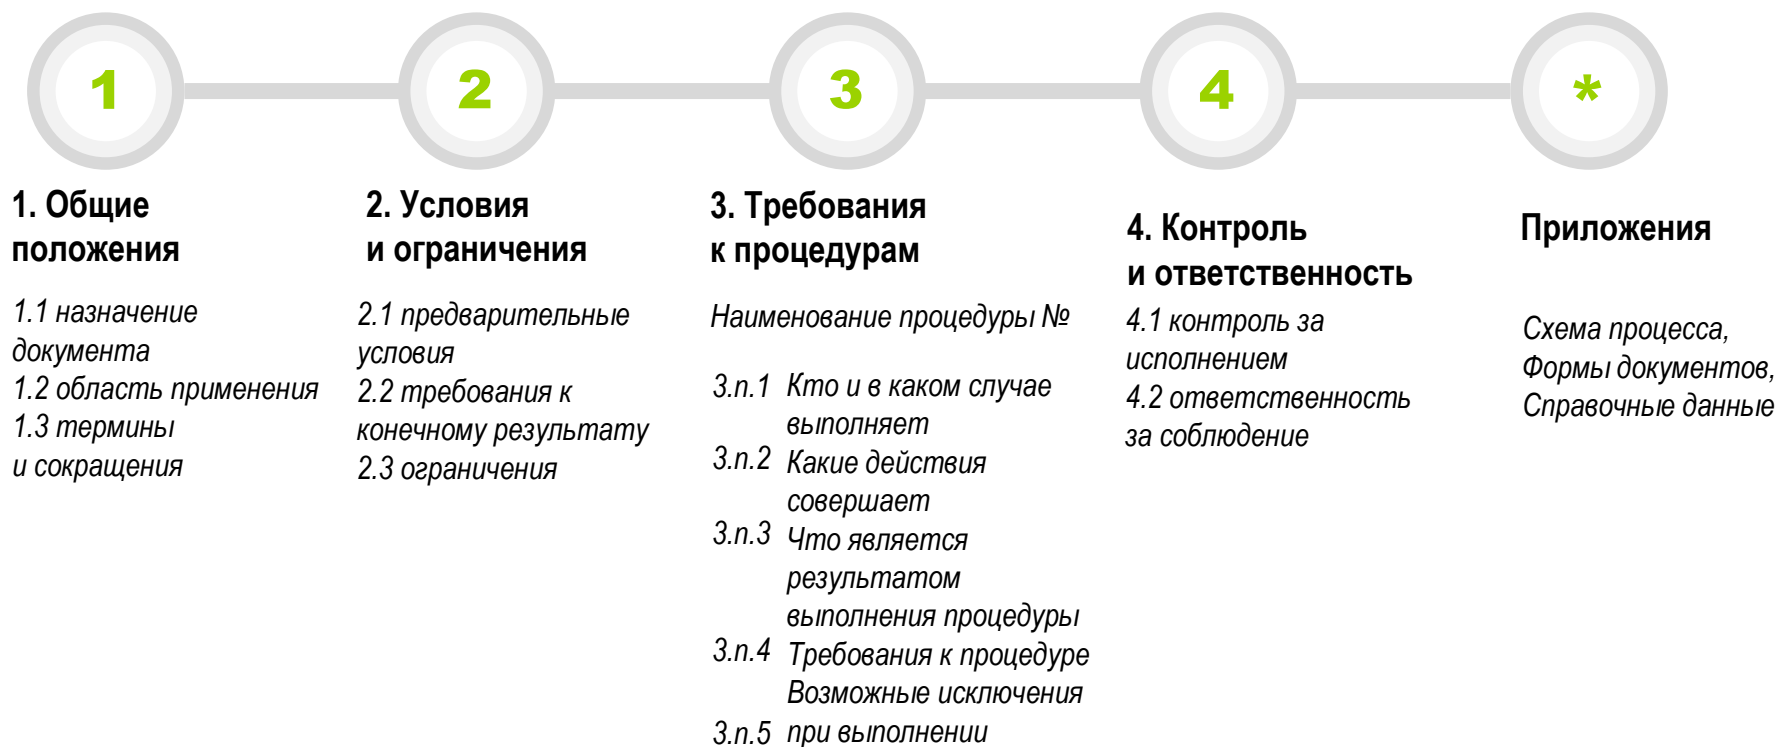 1
2
3
4
*
1. Общие
положения
1.1 назначение
документа
1.2 область применения
1.3 термины
и сокращения
2. Условия
и ограничения
2.1 предварительные
условия
2.2 требования к
конечному результату
2.3 ограничения
3. Требования
к процедурам
Наименование процедуры №
3.n.1 Кто и в каком случае
выполняет
3.n.2 Какие действия
совершает
3.n.3 Что является
результатом
выполнения процедуры
3.n.4 Требования к процедуре
Возможные исключения
3.n.5 при выполнении
4. Контроль
и ответственность
4.1 контроль за
исполнением
4.2 ответственность
за соблюдение
Приложения
Схема процесса,
Формы документов,
Справочные данные